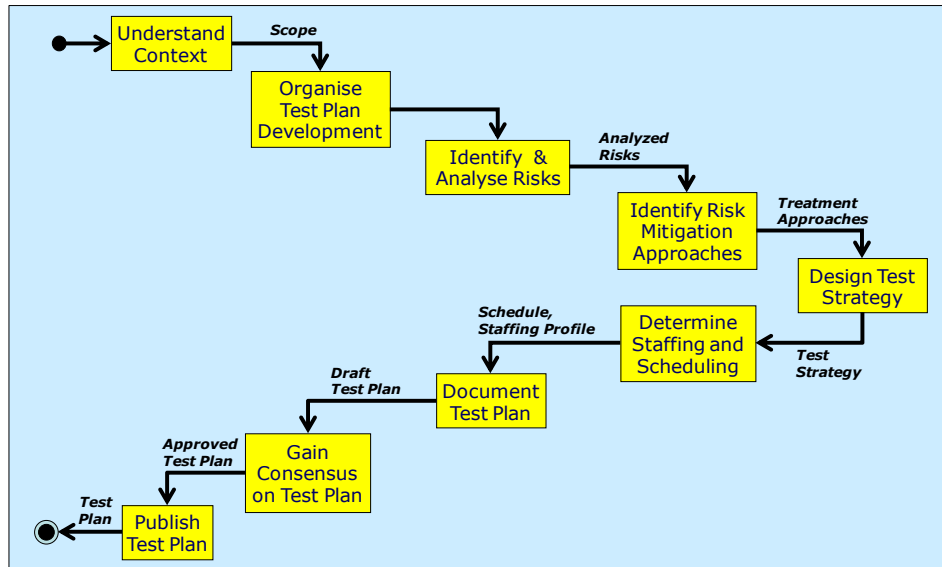 Understand
Context
Scope
Organise
Test Plan
Development
Identify &
Analyse Risks
Analyzed
Risks
Identify Risk
Mitigation
Approaches
Treatment
Approaches
Design Test
Strategy
Test
Strategy
Determine
Staffing and
Scheduling
Schedule,
Staffing Profile
Document
Test Plan
Draft
Test Plan
Gain
Consensus
on Test Plan
Approved
Test Plan
Publish
Test Plan
Test
Plan